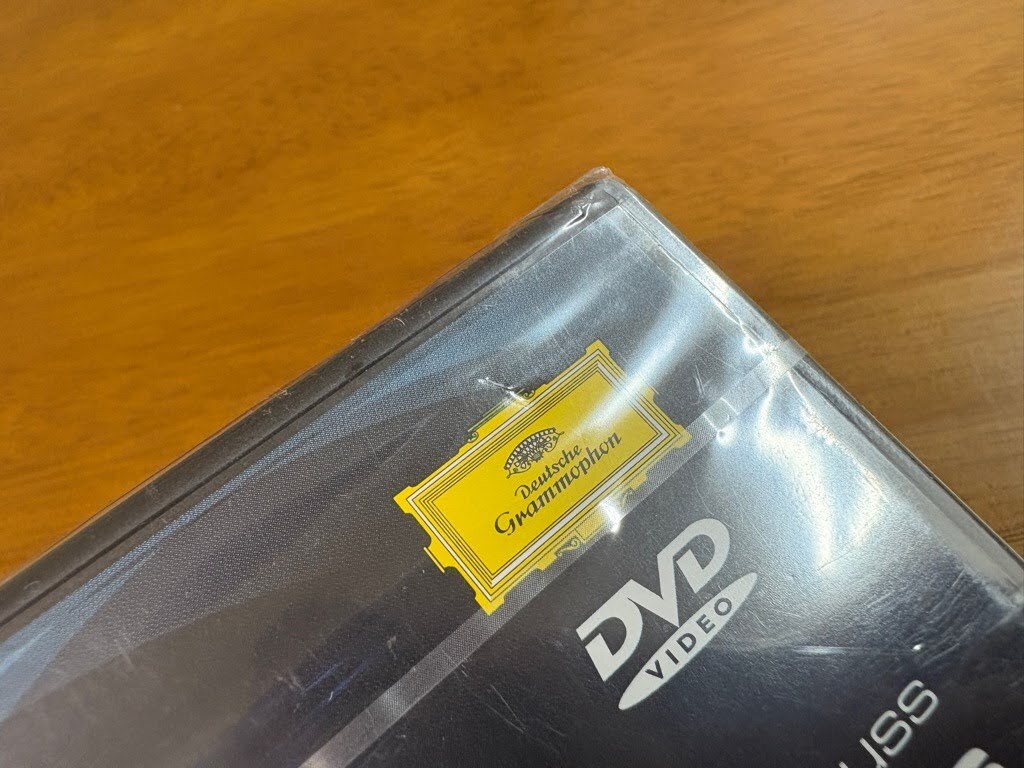 Deutsche
Grammophon
DVD
VIDEO
uss